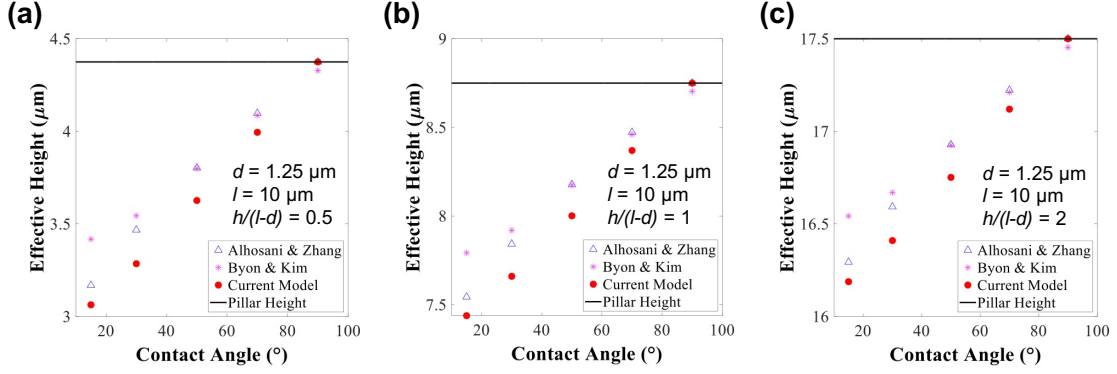 (a)
4.5
4
3.5
3
Effective Height (μm)
d = 1.25 μm
l = 10 μm
h/(l-d) = 0.5
Alhosani & Zhang
Byon & Kim
Current Model
Pillar Height
20 40 60 80 100
Contact Angle (°)
(b)
9
8.5
8
7.5
Effective Height (μm)
d = 1.25 μm
l = 10 μm
h/(l-d) = 1
Alhosani & Zhang
Byon & Kim
Current Model
Pillar Height
20 40 60 80 100
Contact Angle (°)
(c)
17.5
17
16.5
16
Effective Height (μm)
d = 1.25 μm
l = 10 μm
h/(l-d) = 2
Alhosani & Zhang
Byon & Kim
Current Model
Pillar Height
20 40 60 80 100
Contact Angle (°)